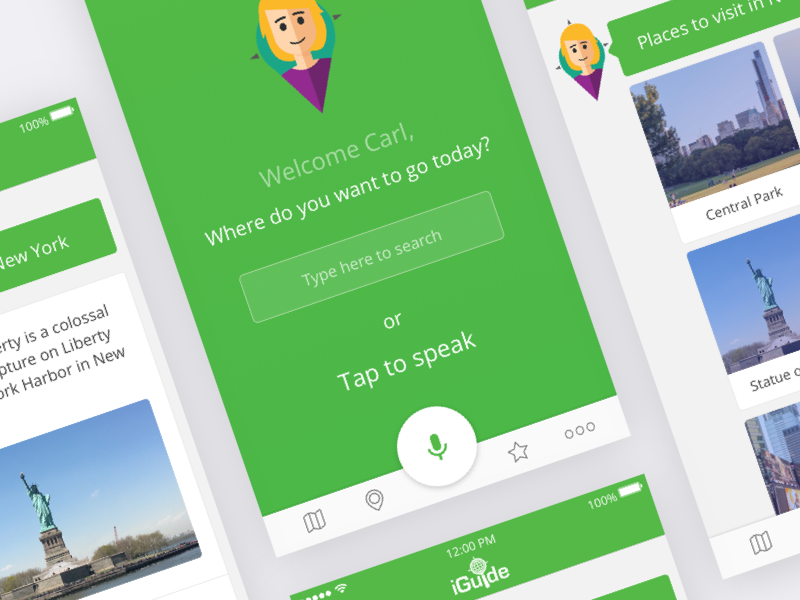 100%
New York
erty is a colossal
pture on Liberty
ork Harbor in New
Welcome Carl,
Where do you want to go today?
Type here to search
or
Tap to speak
Places to visit in
Central Park
Statue
100%
12:00 PM
iGuide